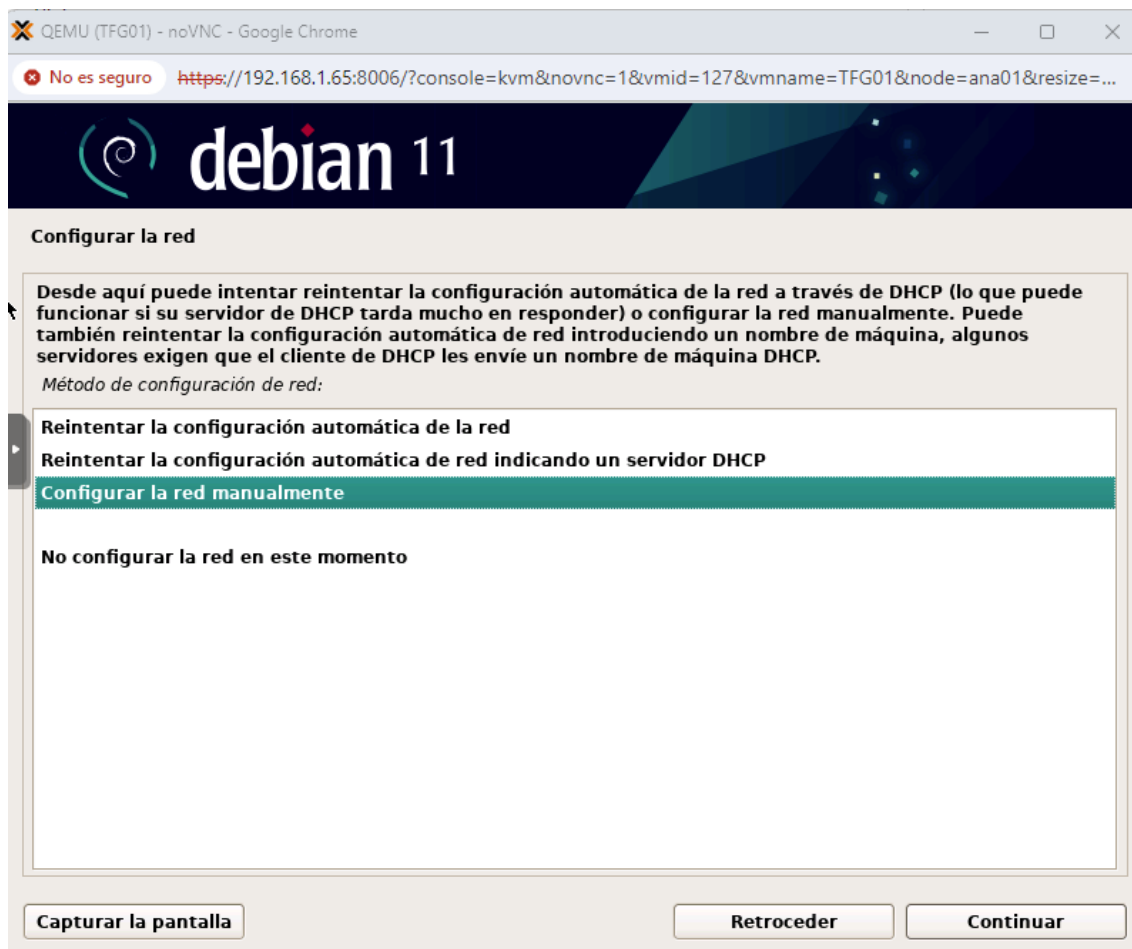 QEMU (TFG01) - noVNC - Google Chrome
No es seguro https://192.168.1.65:8006/?console=kvm&novnc=1&vmid=127&vmname=TFG01&node=ana01&resize=...
debian 11
Configurar la red
Desde aquí puede intentar reintentar la configuración automática de la red a través de DHCP (lo que puede
funcionar si su servidor de DHCP tarda mucho en responder) o configurar la red manualmente. Puede
también reintentar la configuración automática de red introduciendo un nombre de máquina, algunos
servidores exigen que el cliente de DHCP les envíe un nombre de máquina DHCP.
Método de configuración de red:
Reintentar la configuración automática de la red
Reintentar la configuración automática de red indicando un servidor DHCP
Configurar la red manualmente
No configurar la red en este momento
Capturar la pantalla Retroceder Continuar